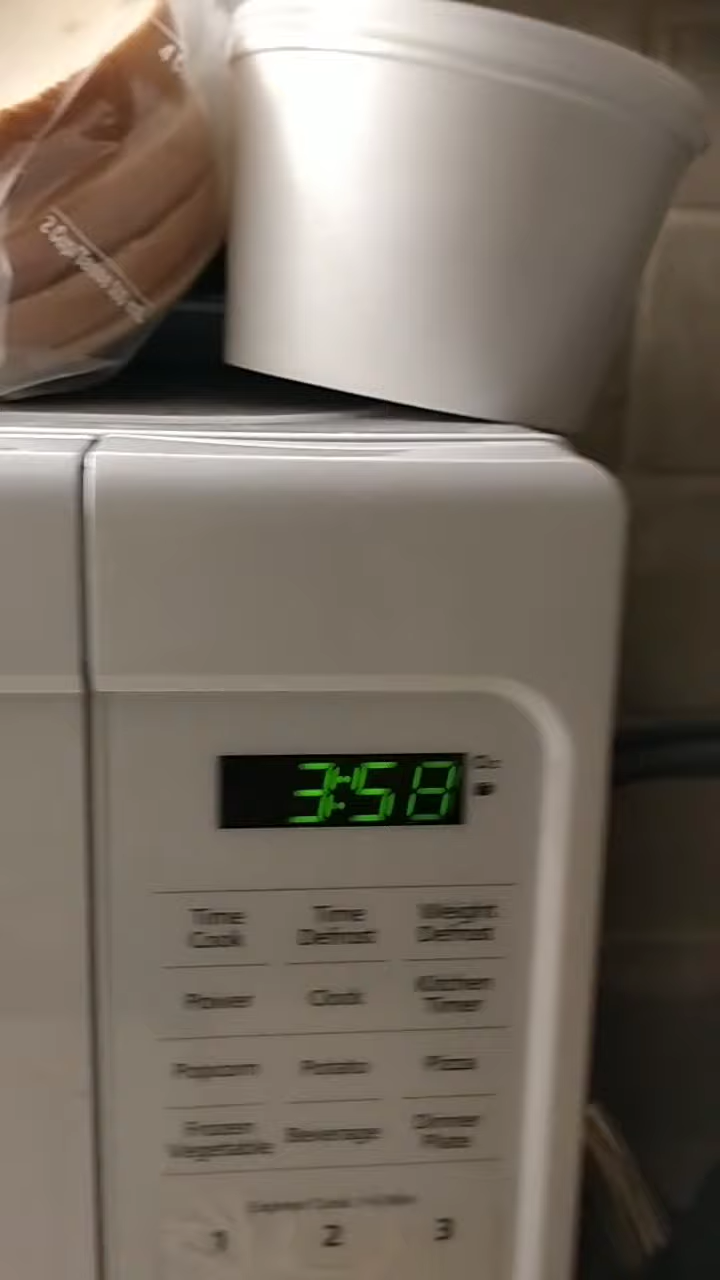 3:58
Time Cook
Time Defrost
Weight Defrost
Power
Clock
Kitchen Timer
Popcorn
Potato
Pizza
Frozen Vegetable
Beverage
Dinner Plate
1
2
3